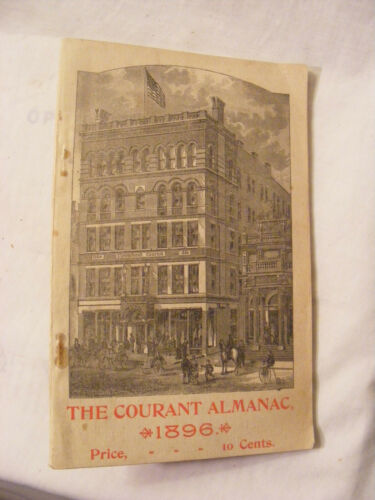 THE COURANT ALMANAC,
1896.
Price, - - - 10 Cents.